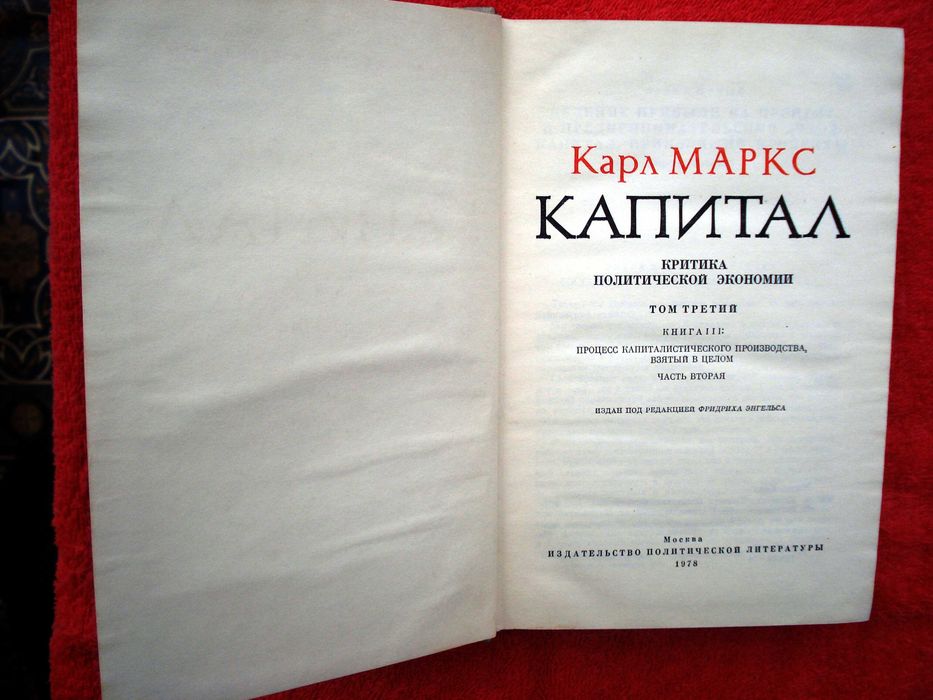 Карл МАРКС
КАПИТАЛ
КРИТИКА
ПОЛИТИЧЕСКОЙ ЭКОНОМИИ
ТОМ ТРЕТИЙ
КНИГА III:
ПРОЦЕСС КАПИТАЛИСТИЧЕСКОГО ПРОИЗВОДСТВА,
ВЗЯТЫЙ В ЦЕЛОМ
ЧАСТЬ ВТОРАЯ
ИЗДАН ПОД РЕДАКЦИЕЙ ФРИДРИХА ЭНГЕЛЬСА
Москва
ИЗДАТЕЛЬСТВО ПОЛИТИЧЕСКОЙ ЛИТЕРАТУРЫ
1978